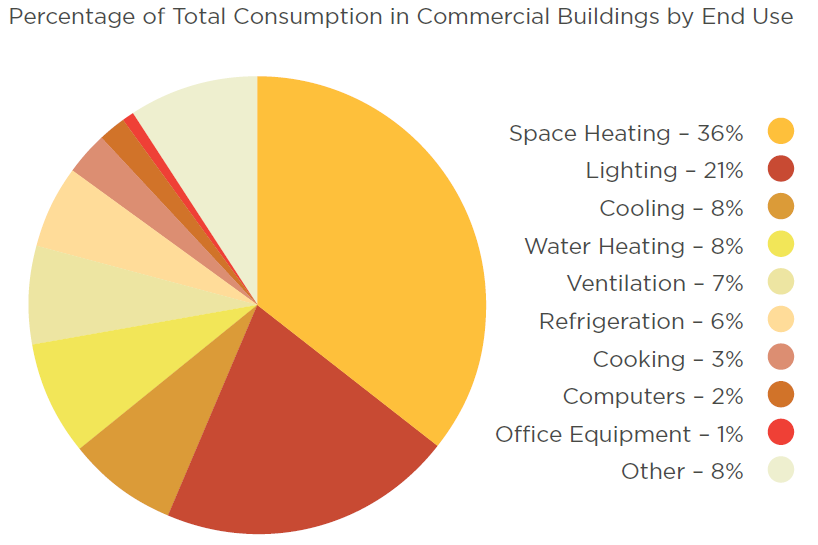 Percentage of Total Consumption in Commercial Buildings by End Use
Space Heating – 36%
Lighting – 21%
Cooling – 8%
Water Heating – 8%
Ventilation – 7%
Refrigeration – 6%
Cooking – 3%
Computers – 2%
Office Equipment – 1%
Other – 8%